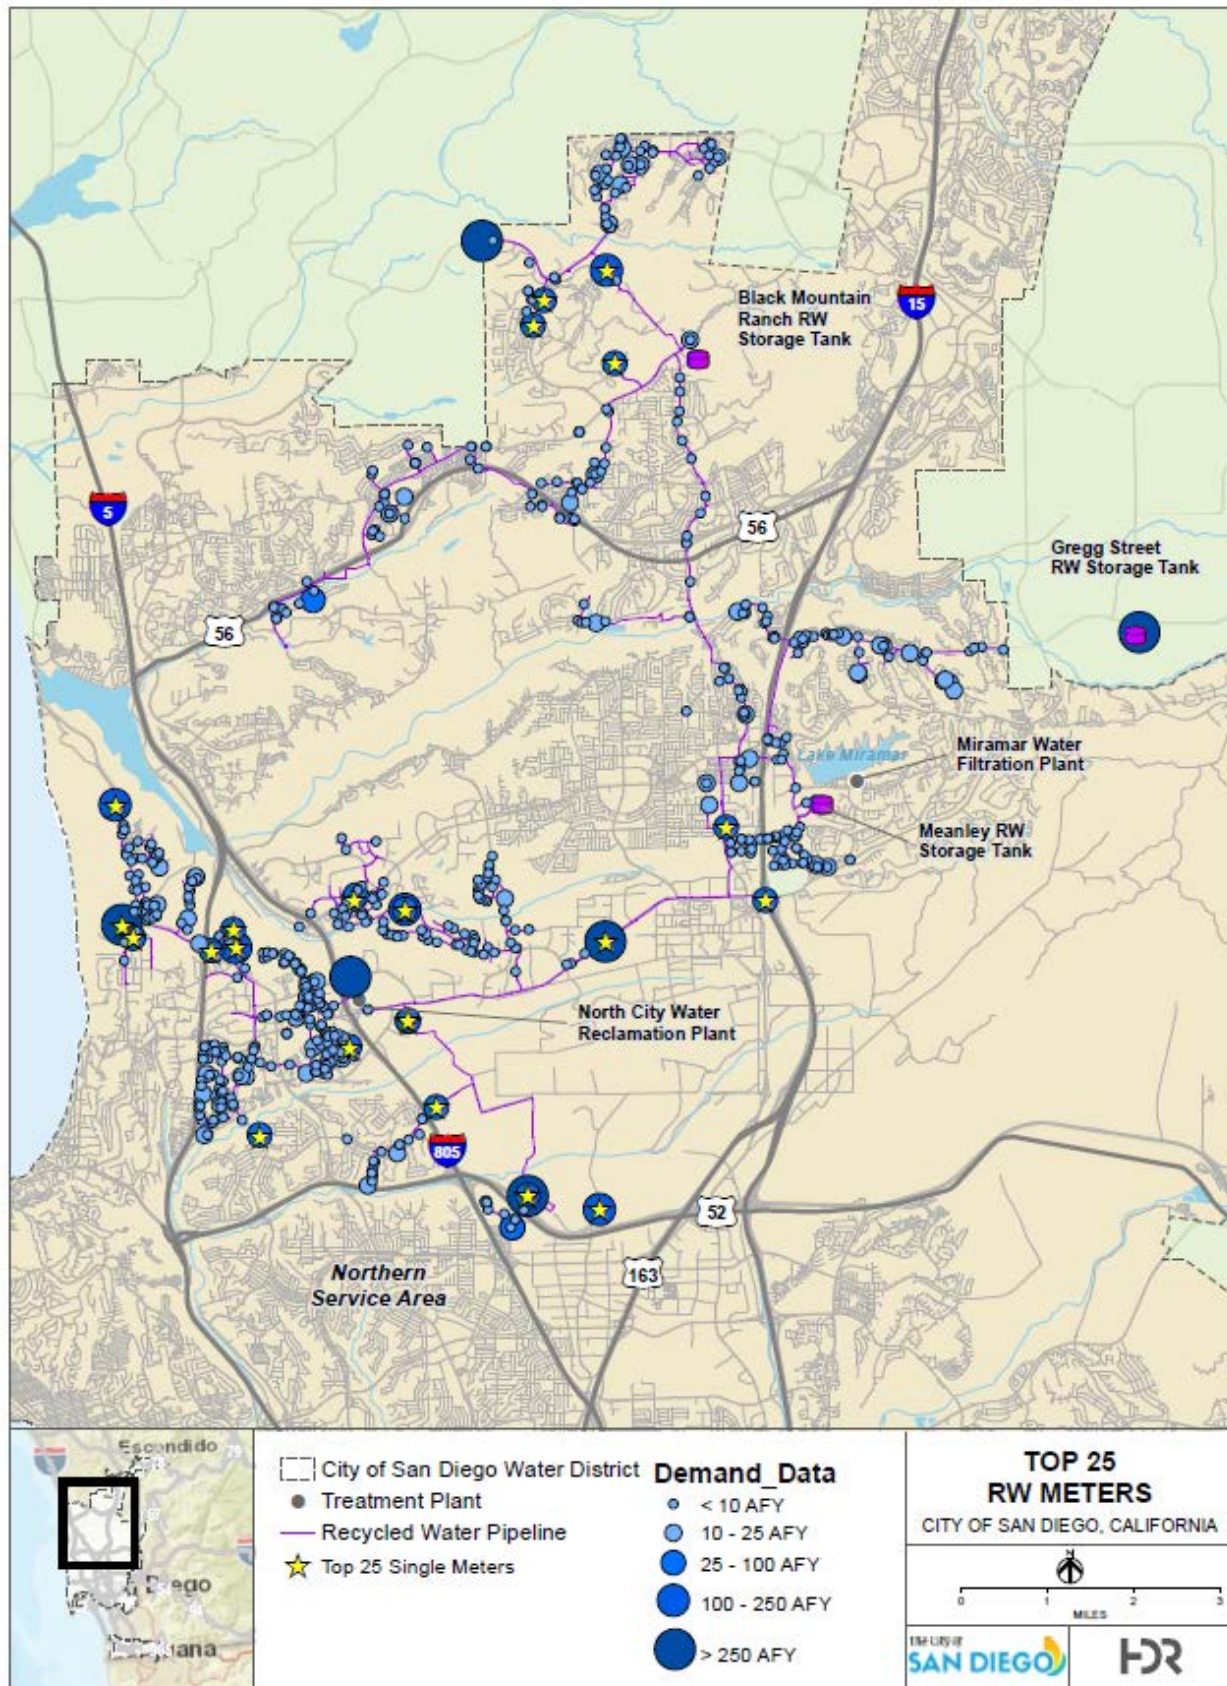 Black Mountain
Ranch RW
Storage Tank
15
5
56
Gregg Street
RW Storage Tank
56
Lake Miramar
Miramar Water
Filtration Plant
Meanley RW
Storage Tank
North City Water
Reclamation Plant
805
52
163
Northern
Service Area
Escondido
City of San Diego Water District
Treatment Plant
Recycled Water Pipeline
Top 25 Single Meters
Demand_Data
< 10 AFY
10 - 25 AFY
25 - 100 AFY
100 - 250 AFY
> 250 AFY
TOP 25
RW METERS
CITY OF SAN DIEGO, CALIFORNIA
N
0 1 2 3
MILES
the City of
SAN DIEGO
HDR